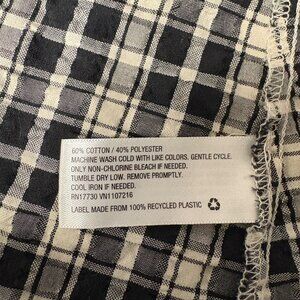 60% COTTON / 40% POLYESTER
MACHINE WASH COLD WITH LIKE COLORS. GENTLE CYCLE.
ONLY NON-CHLORINE BLEACH IF NEEDED.
TUMBLE DRY LOW. REMOVE PROMPTLY.
COOL IRON IF NEEDED.
RN17730 VN1107216
LABEL MADE FROM 100% RECYCLED PLASTIC